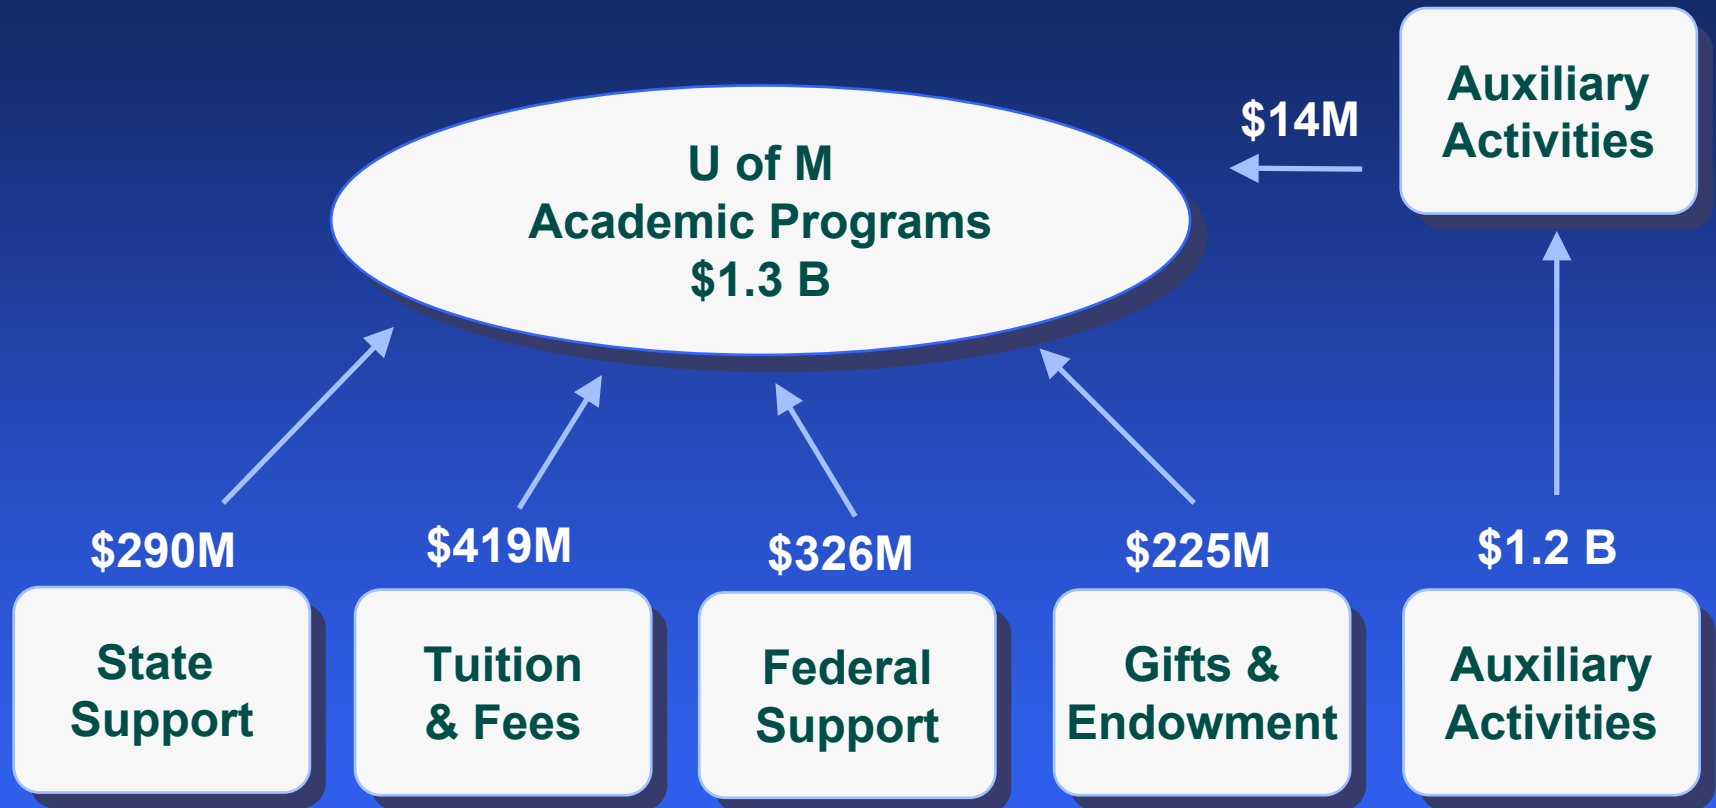 Auxiliary
Activities
$14M
U of M
Academic Programs
$1.3 B
$290M
$419M
$326M
$225M
$1.2 B
State
Support
Tuition
& Fees
Federal
Support
Gifts &
Endowment
Auxiliary
Activities